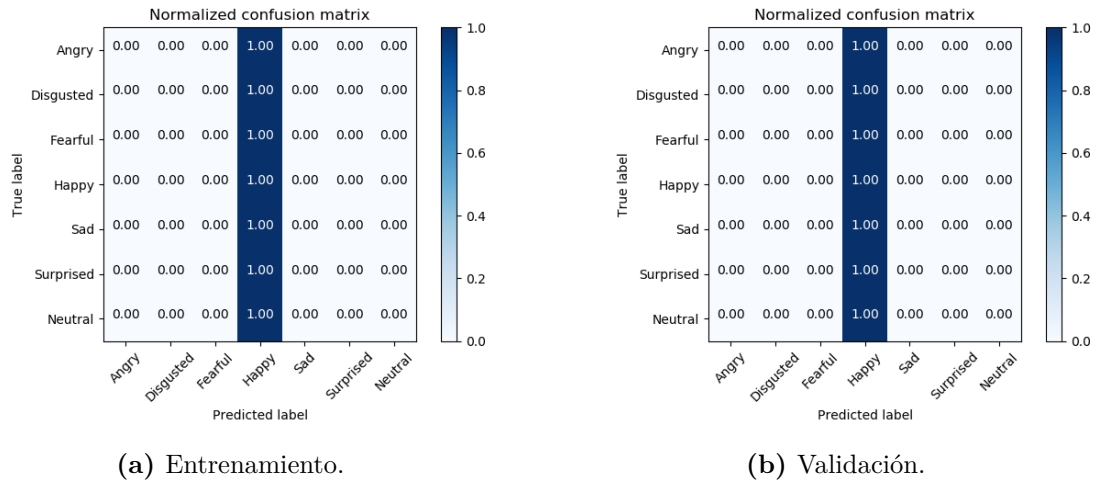 Normalized confusion matrix
True label
Angry 0.00 0.00 0.00 1.00 0.00 0.00 0.00
Disgusted 0.00 0.00 0.00 1.00 0.00 0.00 0.00
Fearful 0.00 0.00 0.00 1.00 0.00 0.00 0.00
Happy 0.00 0.00 0.00 1.00 0.00 0.00 0.00
Sad 0.00 0.00 0.00 1.00 0.00 0.00 0.00
Surprised 0.00 0.00 0.00 1.00 0.00 0.00 0.00
Neutral 0.00 0.00 0.00 1.00 0.00 0.00 0.00
Angry Disgusted Fearful Happy Sad Surprised Neutral
Predicted label
1.0
0.8
0.6
0.4
0.2
0.0
(a) Entrenamiento.
Normalized confusion matrix
True label
Angry 0.00 0.00 0.00 1.00 0.00 0.00 0.00
Disgusted 0.00 0.00 0.00 1.00 0.00 0.00 0.00
Fearful 0.00 0.00 0.00 1.00 0.00 0.00 0.00
Happy 0.00 0.00 0.00 1.00 0.00 0.00 0.00
Sad 0.00 0.00 0.00 1.00 0.00 0.00 0.00
Surprised 0.00 0.00 0.00 1.00 0.00 0.00 0.00
Neutral 0.00 0.00 0.00 1.00 0.00 0.00 0.00
Angry Disgusted Fearful Happy Sad Surprised Neutral
Predicted label
1.0
0.8
0.6
0.4
0.2
0.0
(b) Validación.